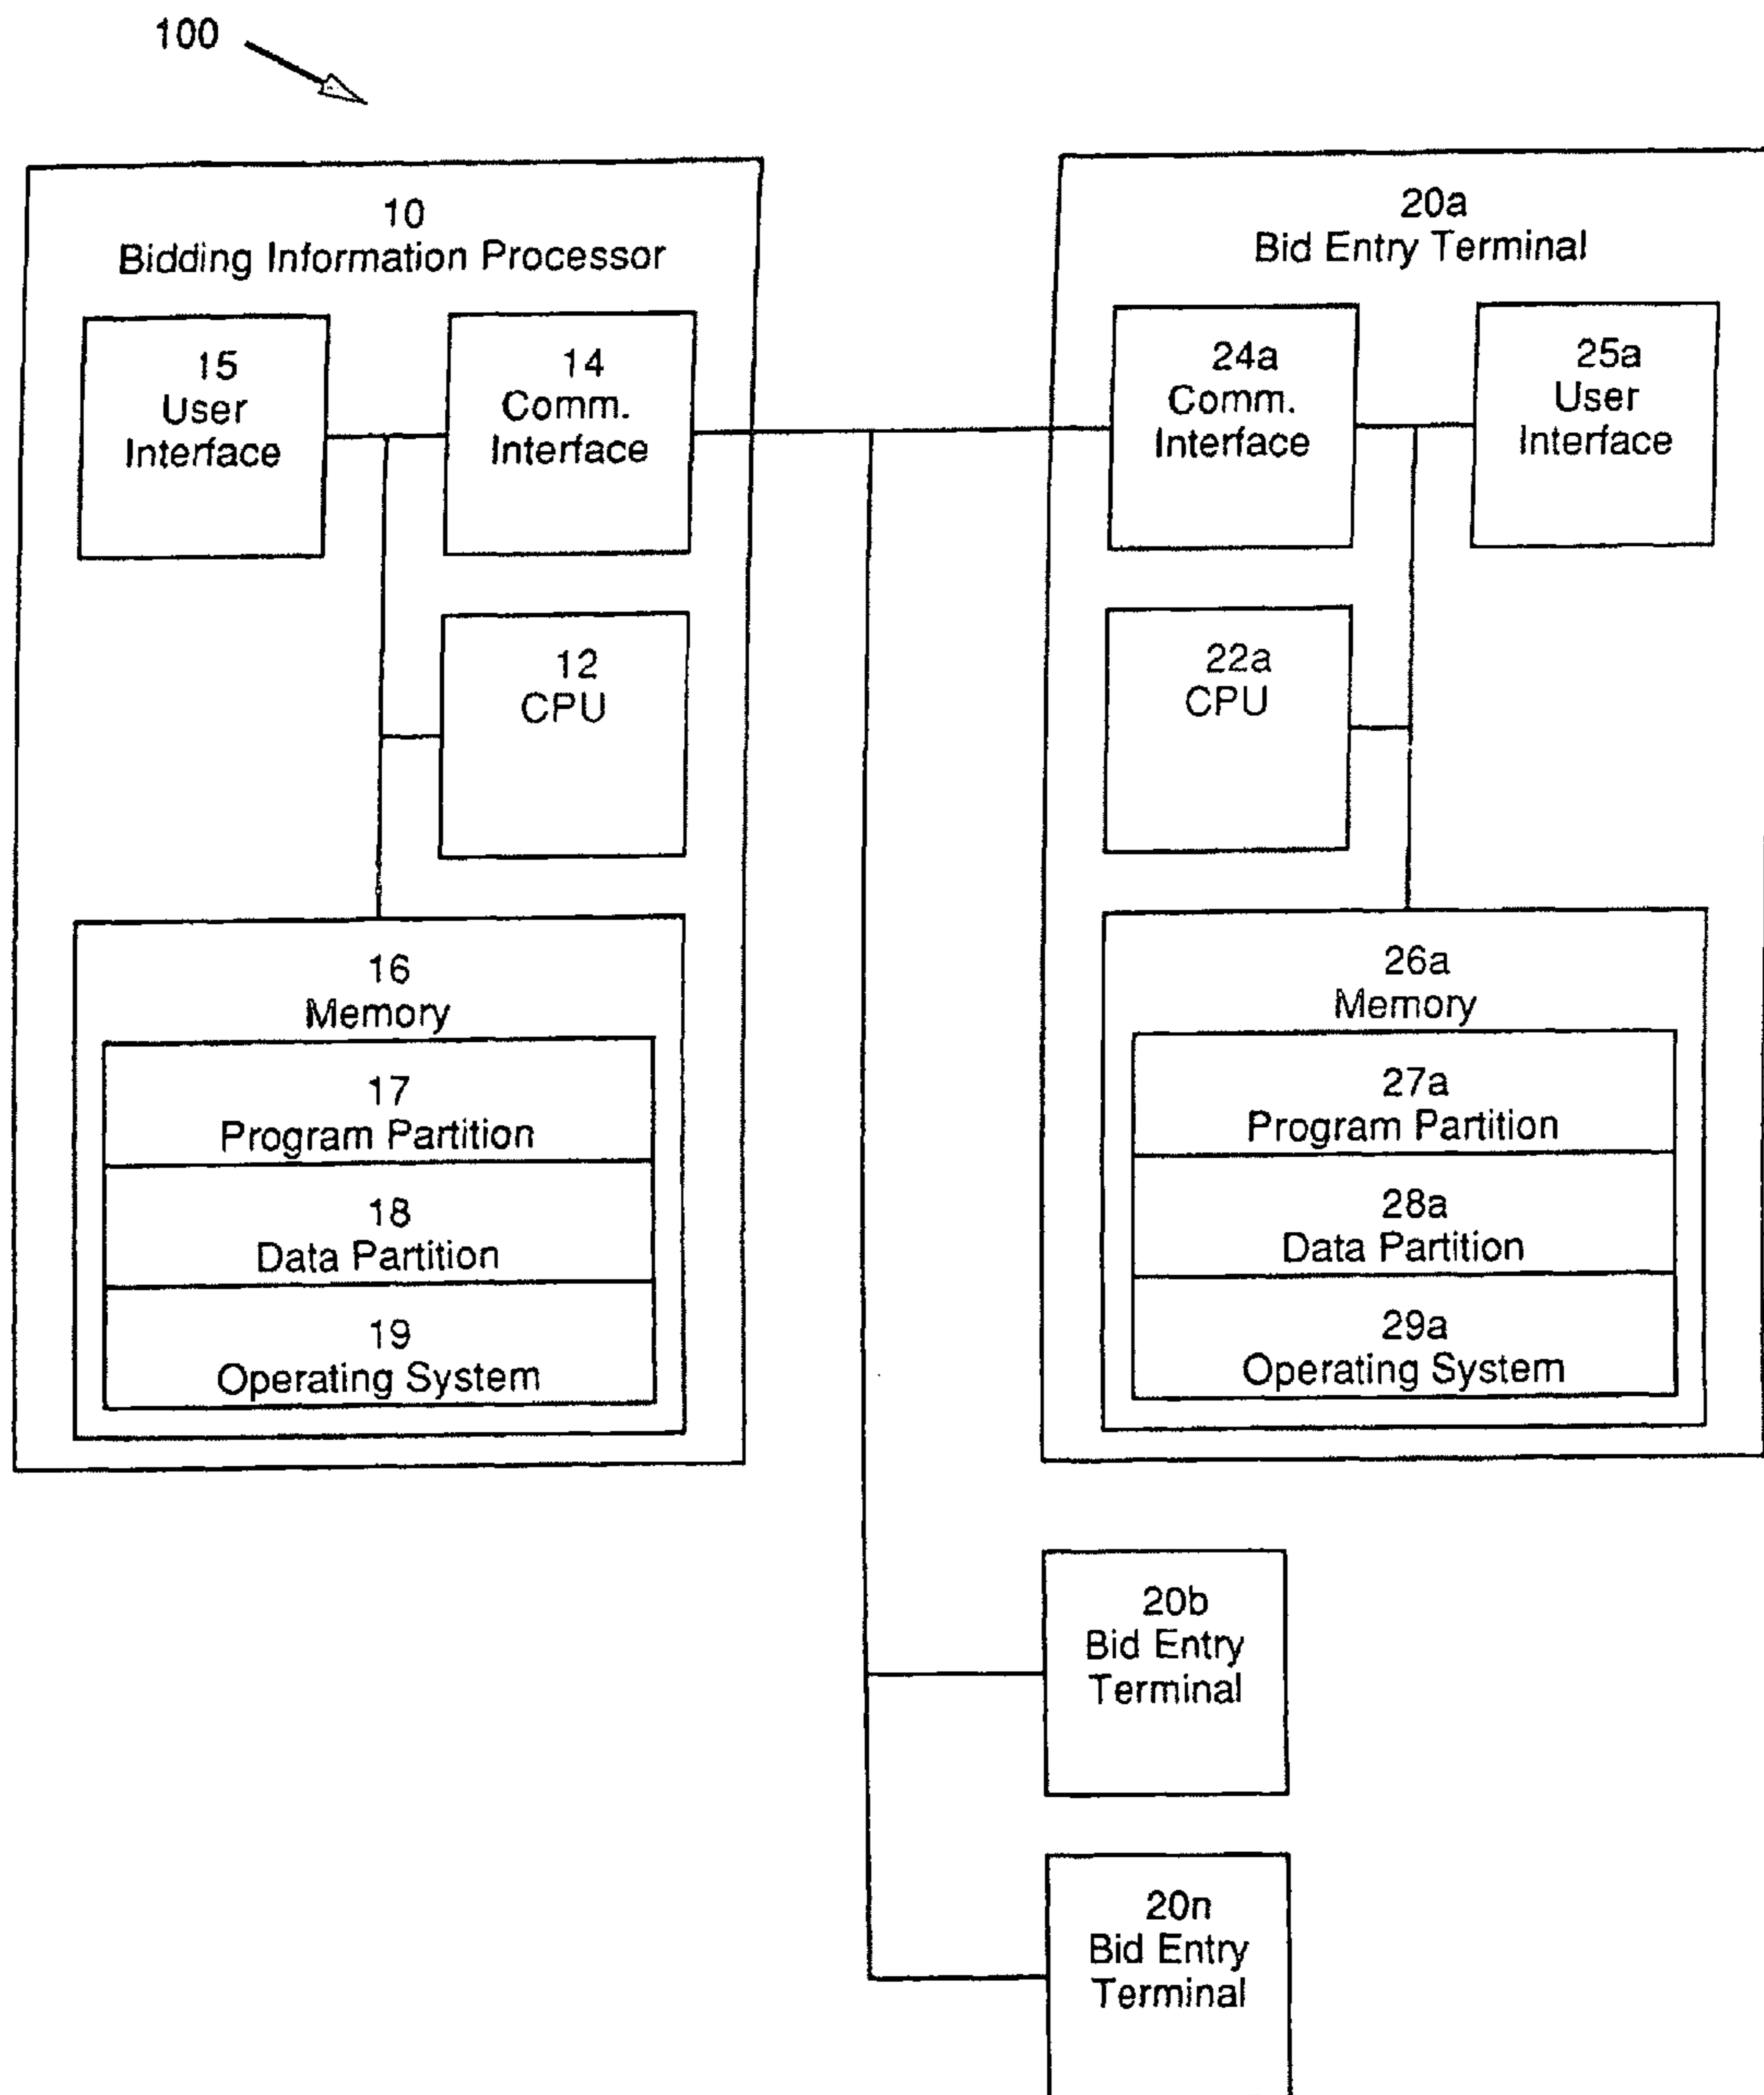 100
10
Bidding Information Processor
15
User
Interface
14
Comm.
Interface
12
CPU
16
Memory
17
Program Partition
18
Data Partition
19
Operating System
20a
Bid Entry Terminal
24a
Comm.
Interface
25a
User
Interface
22a
CPU
26a
Memory
27a
Program Partition
28a
Data Partition
29a
Operating System
20b
Bid Entry
Terminal
20n
Bid Entry
Terminal